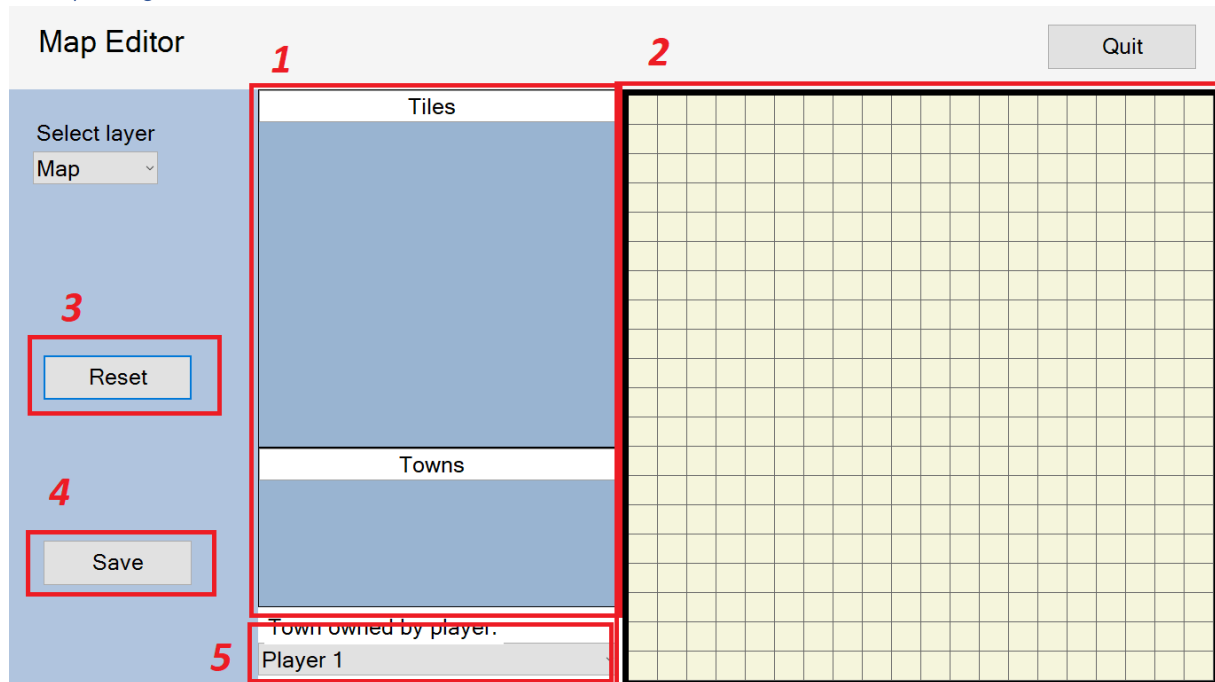 Map Editor
1
2
Quit
Tiles
Select layer
Map
3
Reset
Towns
4
Save
Town owned by player:
5
Player 1